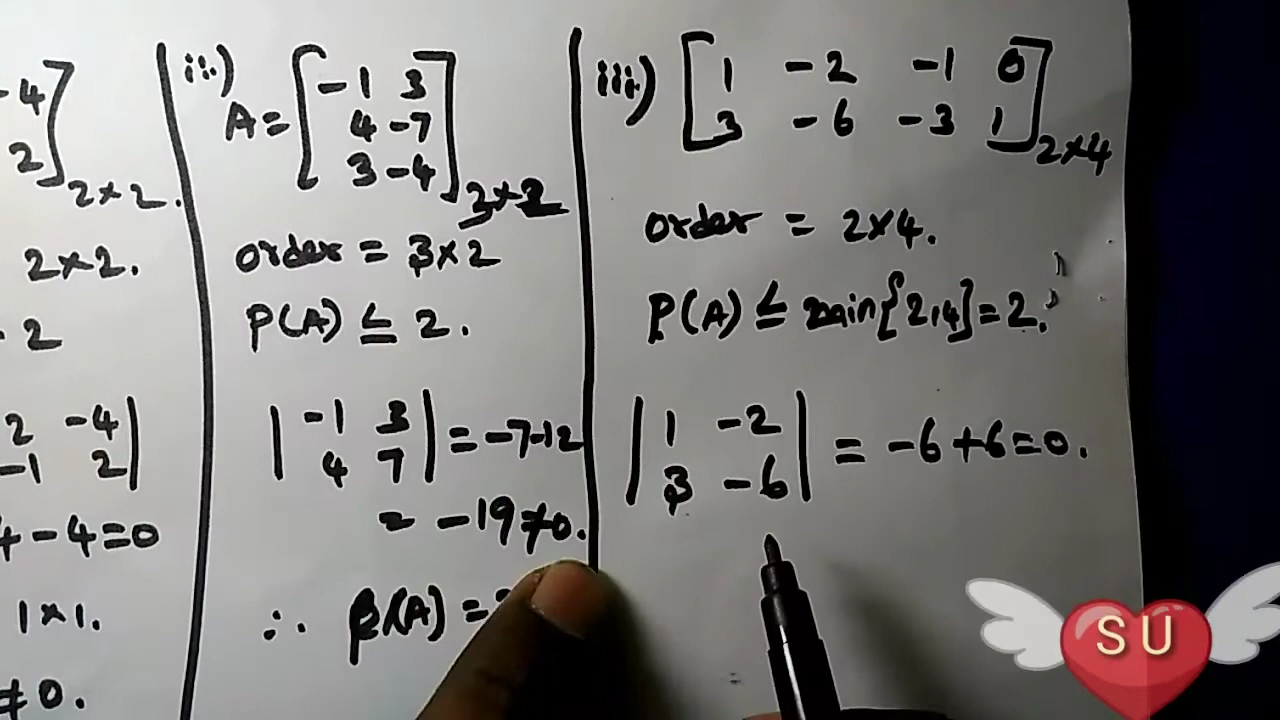 -4
2]2×2.
2×2.
- 2
2 -4|
-1 2|
4-4=0
1×1.
≠0.
ii)
A=[-1 3
4 -7
3 -4]3×2
order = 3×2
ρ(A) ≤ 2.
|-1 3
4 7| = -7-12
= -19≠0.
∴ ρ(A) =
iii) [1 -2 -1 0
3 -6 -3 1]2×4
order = 2×4.
ρ(A) ≤ min{2,4}=2.
|1 -2
3 -6| = -6+6=0.
SU